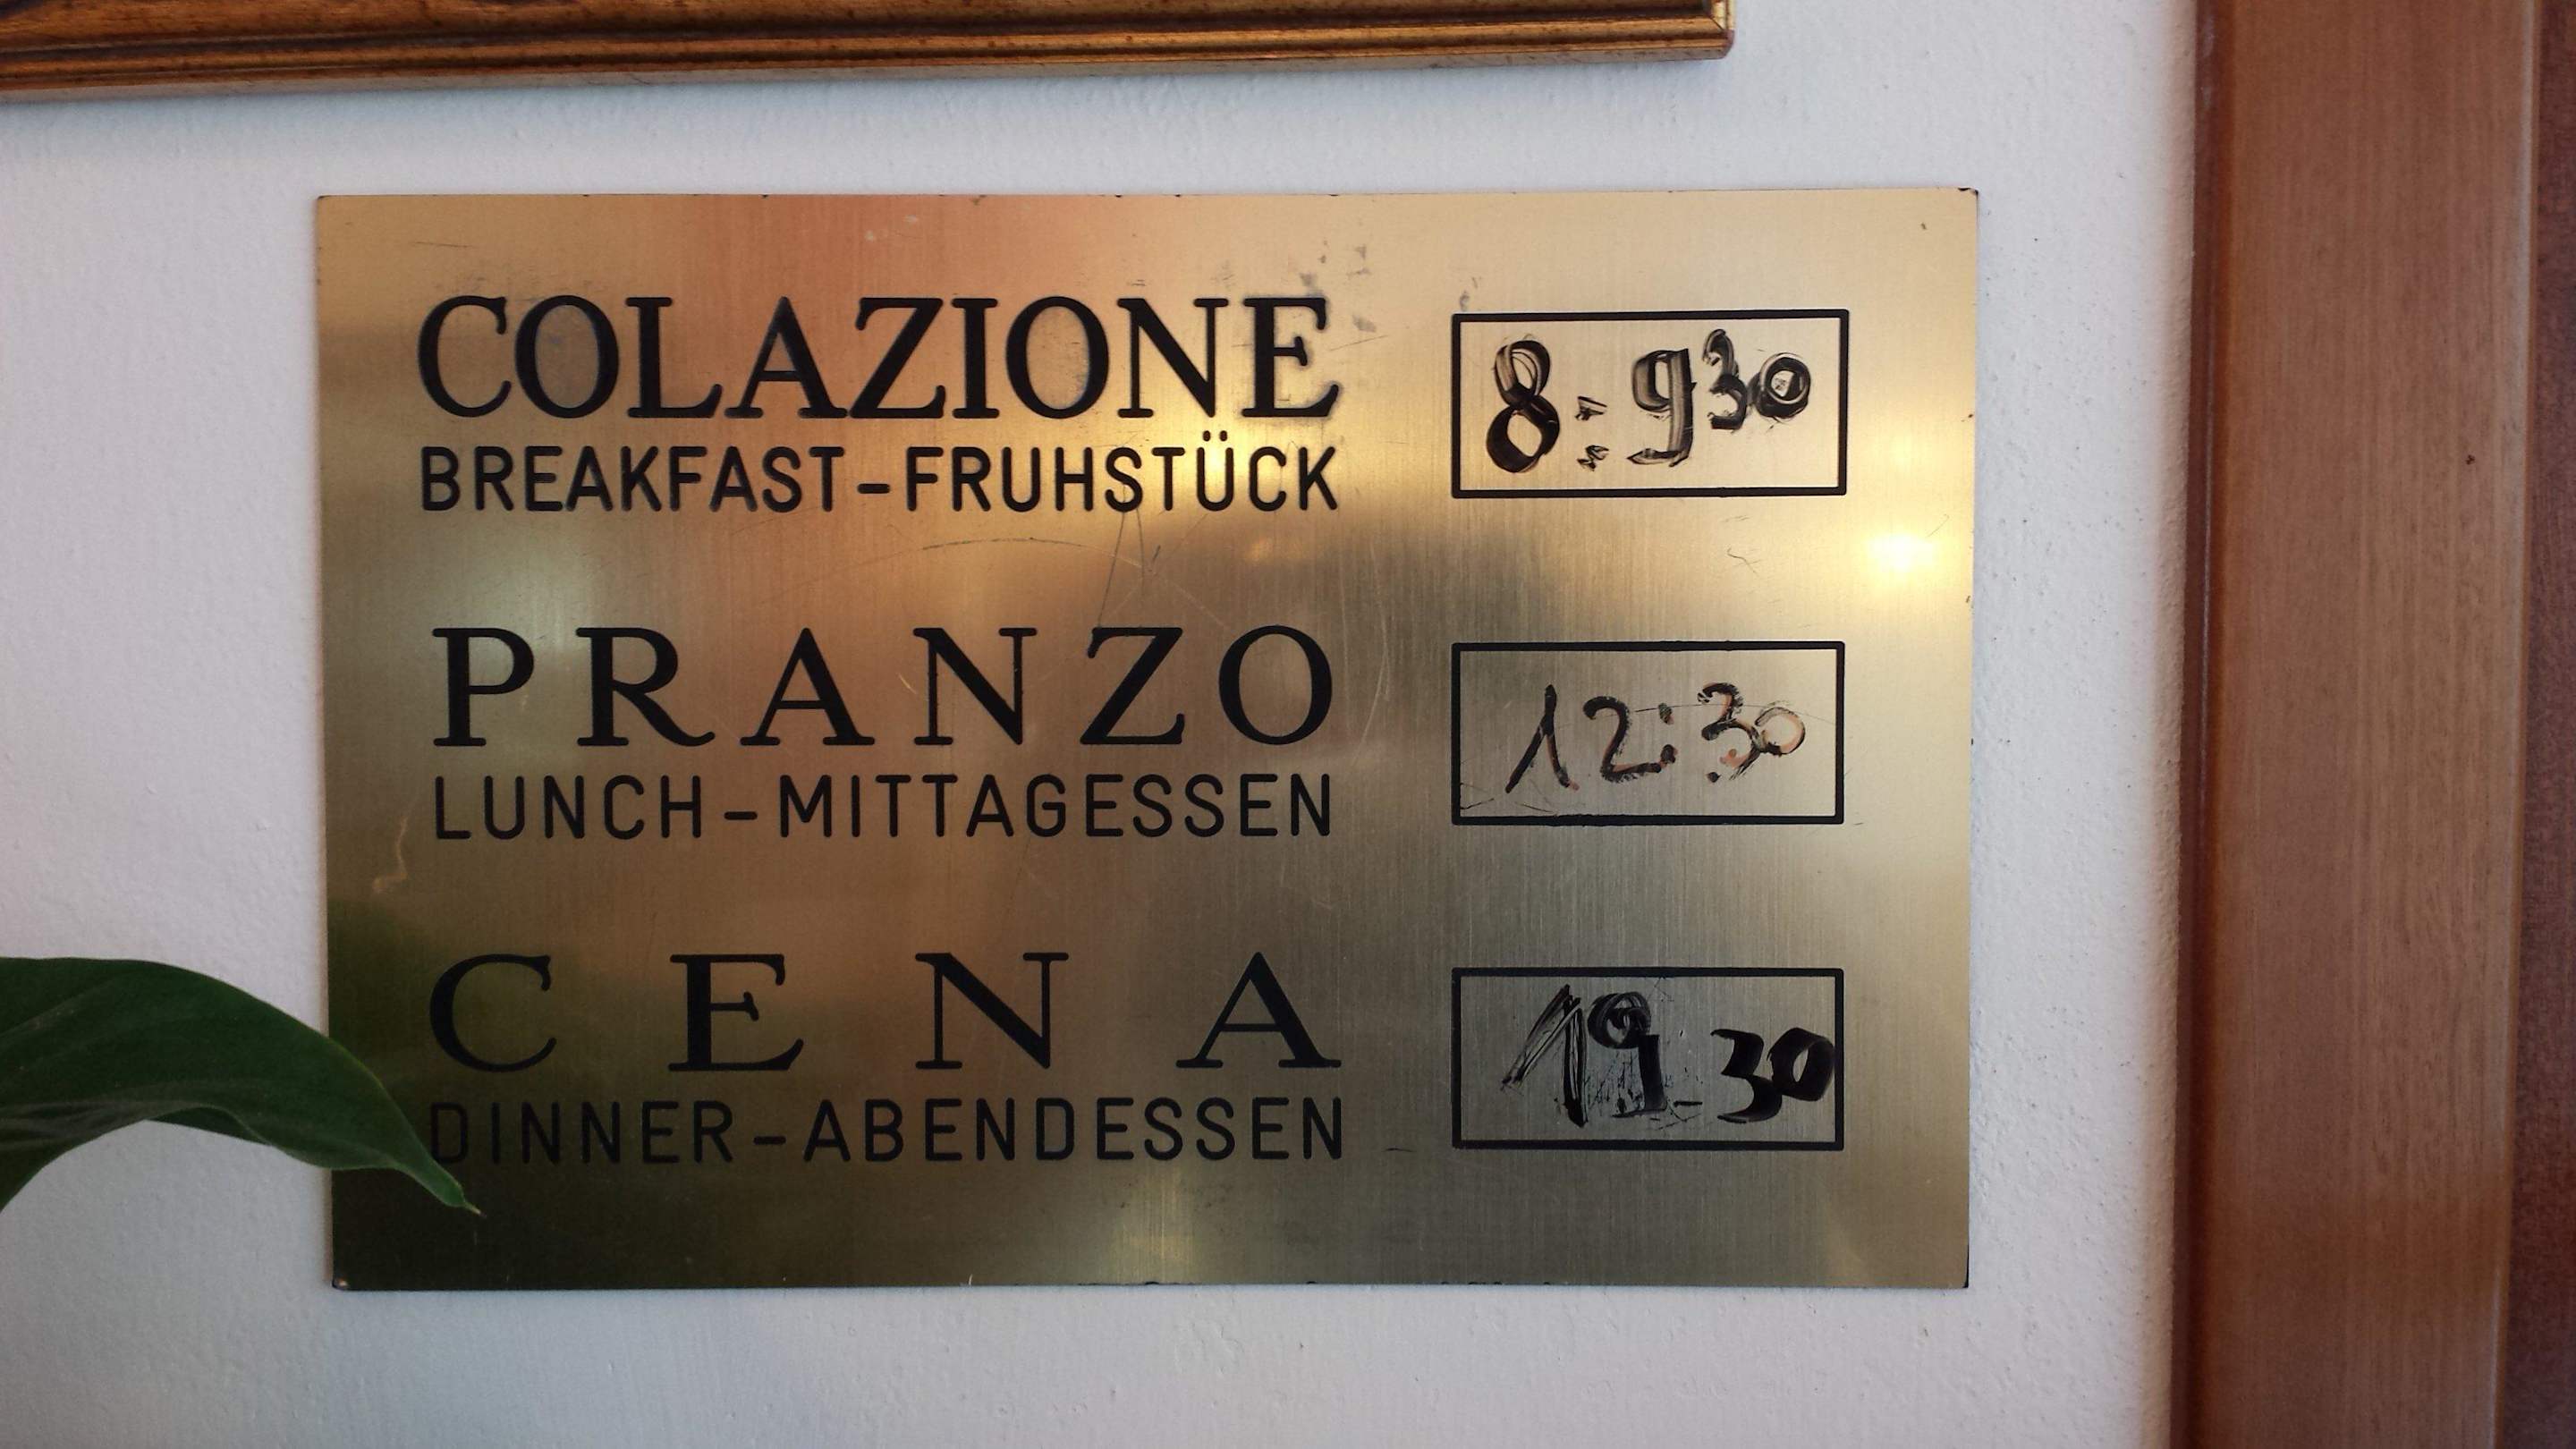 COLAZIONE
BREAKFAST-FRUHSTÜCK
8:930
PRANZO
LUNCH-MITTAGESSEN
12:30
CENA
DINNER-ABENDESSEN
19 30